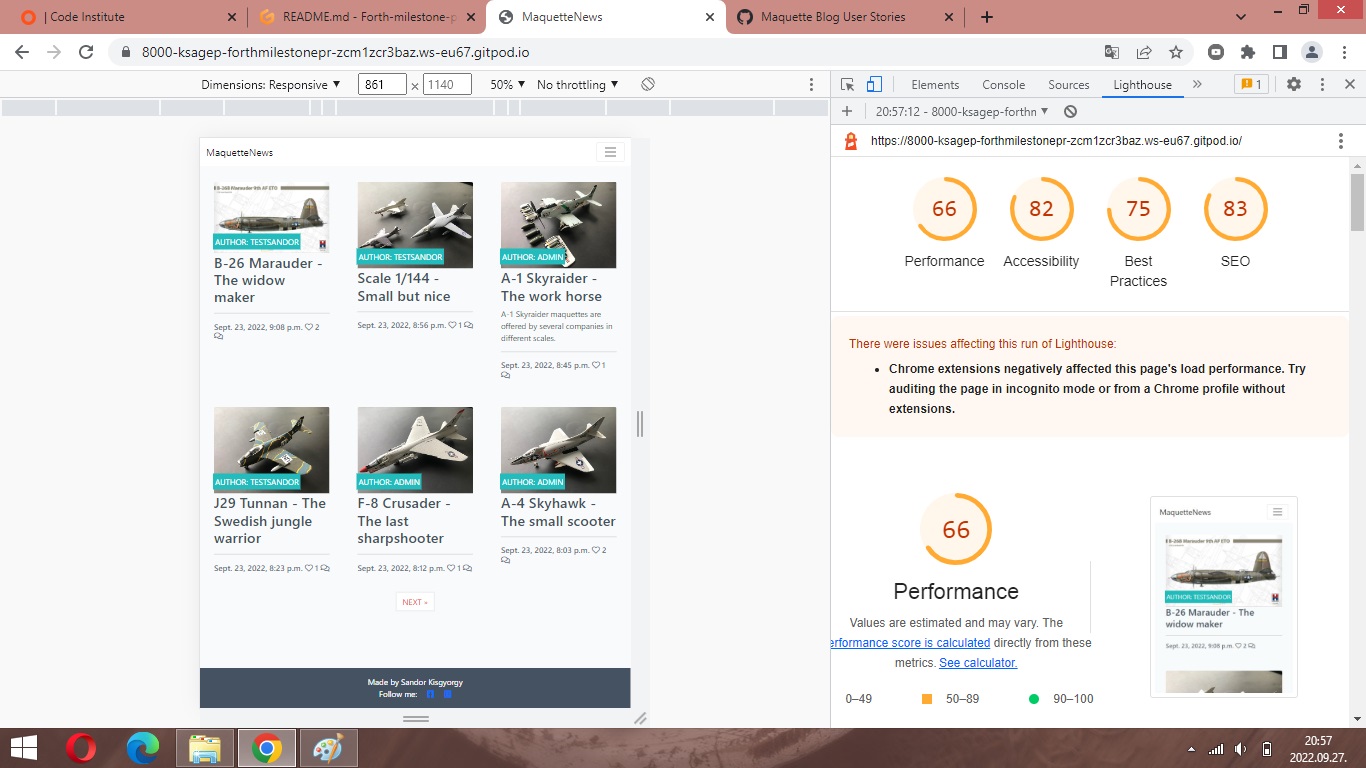 | Code Institute
README.md - Forth-milestone-p
MaquetteNews
Maquette Blog User Stories
8000-ksagep-forthmilestonepr-zcm1zcr3baz.ws-eu67.gitpod.io
Dimensions: Responsive
861
×
1140
50%
No throttling
Elements
Console
Sources
Lighthouse
»
1
20:57:12 - 8000-ksagep-forthn
https://8000-ksagep-forthmilestonepr-zcm1zcr3baz.ws-eu67.gitpod.io/
MaquetteNews
B-26B Marauder 9th AF ETO
AUTHOR: TESTSANDOR
B-26 Marauder -
The widow
maker
Sept. 23, 2022, 9:08 p.m. 2
AUTHOR: TESTSANDOR
Scale 1/144 -
Small but nice
Sept. 23, 2022, 8:56 p.m. 1
AUTHOR: ADMIN
A-1 Skyraider -
The work horse
A-1 Skyraider maquettes are
offered by several companies in
different scales.
Sept. 23, 2022, 8:45 p.m. 1
AUTHOR: TESTSANDOR
J29 Tunnan - The
Swedish jungle
warrior
Sept. 23, 2022, 8:23 p.m. 1
AUTHOR: ADMIN
F-8 Crusader -
The last
sharpshooter
Sept. 23, 2022, 8:12 p.m. 1
AUTHOR: ADMIN
A-4 Skyhawk -
The small scooter
Sept. 23, 2022, 8:03 p.m. 2
NEXT »
Made by Sandor Kisgyorgy
Follow me:
66
82
75
83
Performance
Accessibility
Best
Practices
SEO
There were issues affecting this run of Lighthouse:
• Chrome extensions negatively affected this page's load performance. Try
auditing the page in incognito mode or from a Chrome profile without
extensions.
66
Performance
Values are estimated and may vary. The
erformance score is calculated directly from these
metrics. See calculator.
0–49
50–89
90–100
MaquetteNews
B-26B Marauder 9th AF ETO
AUTHOR: TESTSANDOR
B-26 Marauder - The
widow maker
Sept. 23, 2022, 9:08 p.m. 2
20:57
2022.09.27.